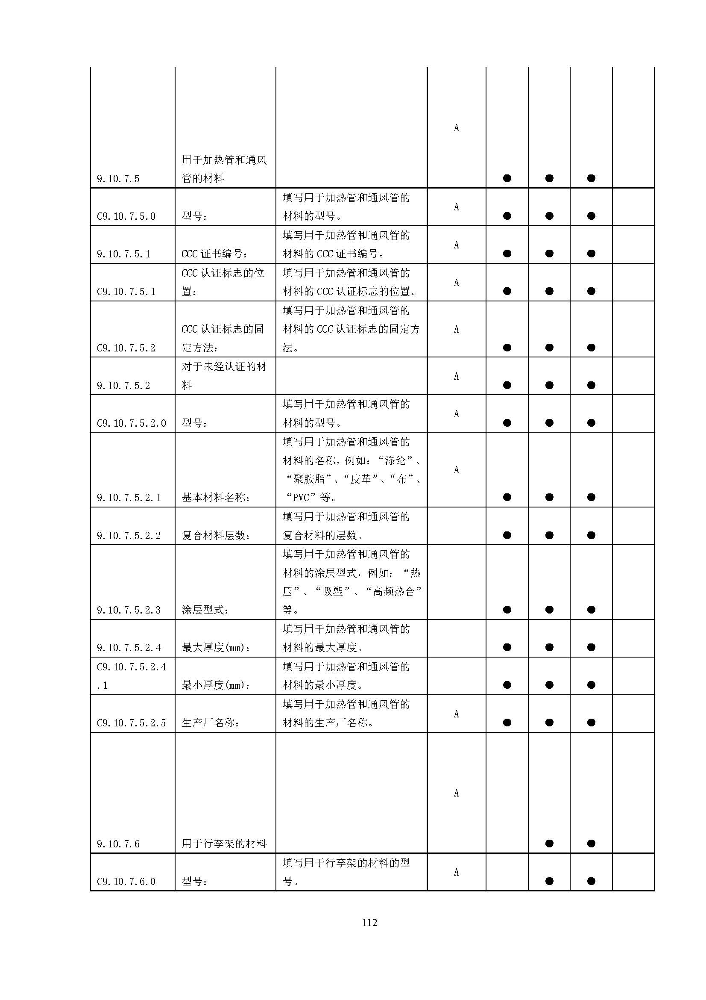 A
用于加热管和通风
9.10.7.5 管的材料 ● ● ●
填写用于加热管和通风管的
A
C9.10.7.5.0 型号： 材料的型号。 ● ● ●
填写用于加热管和通风管的
A
9.10.7.5.1 CCC 证书编号： 材料的 CCC 证书编号。 ● ● ●
CCC 认证标志的位 填写用于加热管和通风管的
A
C9.10.7.5.1 置： 材料的 CCC 认证标志的位置。 ● ● ●
填写用于加热管和通风管的
CCC 认证标志的固 材料的 CCC 认证标志的固定方 A
C9.10.7.5.2 定方法： 法。 ● ● ●
对于未经认证的材
A
9.10.7.5.2 料 ● ● ●
填写用于加热管和通风管的
A
C9.10.7.5.2.0 型号： 材料的型号。 ● ● ●
填写用于加热管和通风管的
材料的名称，例如：“涤纶”、
A
“聚胺脂”、“皮革”、“布”、
9.10.7.5.2.1 基本材料名称： “PVC”等。 ● ● ●
填写用于加热管和通风管的
9.10.7.5.2.2 复合材料层数： 复合材料的层数。 ● ● ●
填写用于加热管和通风管的
材料的涂层型式，例如：“热
压”、“吸塑”、“高频热合”
9.10.7.5.2.3 涂层型式： 等。 ● ● ●
填写用于加热管和通风管的
9.10.7.5.2.4 最大厚度(mm)： 材料的最大厚度。 ● ● ●
C9.10.7.5.2.4 填写用于加热管和通风管的
.1 最小厚度(mm)： 材料的最小厚度。 ● ● ●
填写用于加热管和通风管的
A
C9.10.7.5.2.5 生产厂名称： 材料的生产厂名称。 ● ● ●
A
9.10.7.6 用于行李架的材料 ● ●
填写用于行李架的材料的型
A
C9.10.7.6.0 型号： 号。 ● ●
112